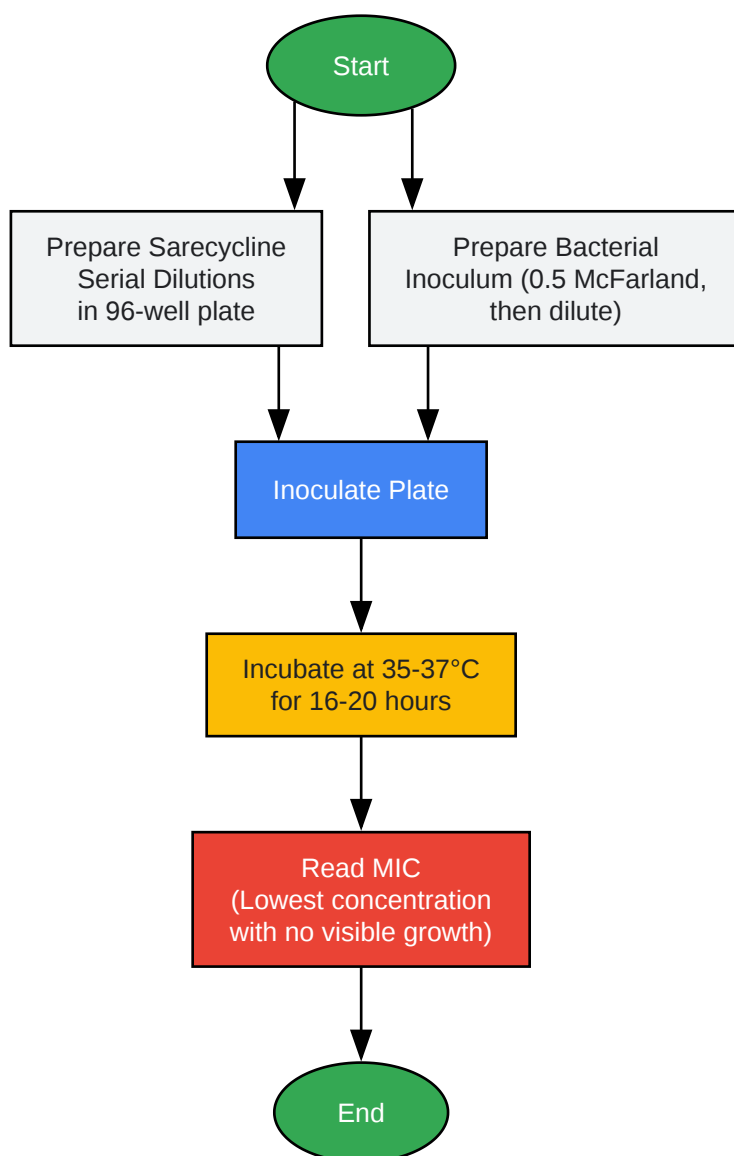 Start
Prepare Sarecycline
Serial Dilutions
in 96-well plate
Prepare Bacterial
Inoculum (0.5 McFarland,
then dilute)
Inoculate Plate
Incubate at 35-37°C
for 16-20 hours
Read MIC
(Lowest concentration
with no visible growth)
End